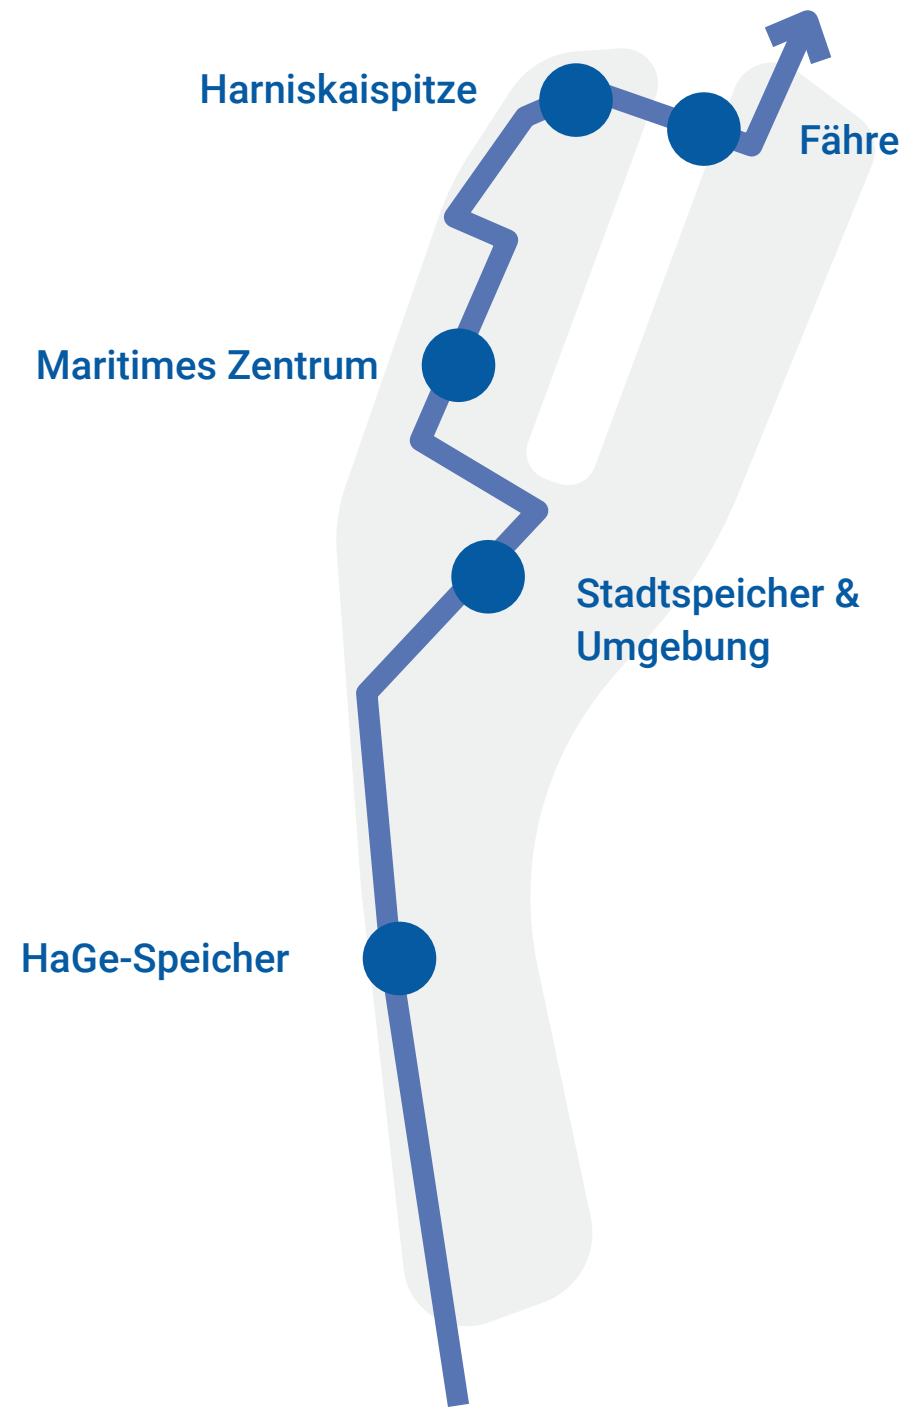 Harniskaispitze
Fähre
Maritimes Zentrum
Stadtspeicher &
Umgebung
HaGe-Speicher